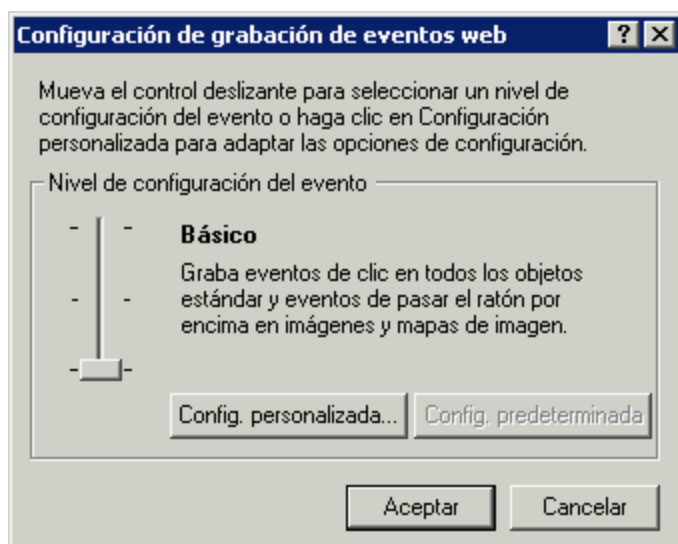 Configuración de grabación de eventos web
Mueva el control deslizante para seleccionar un nivel de
configuración del evento o haga clic en Configuración
personalizada para adaptar las opciones de configuración.
Nivel de configuración del evento
Básico
Graba eventos de clic en todos los objetos
estándar y eventos de pasar el ratón por
encima en imágenes y mapas de imagen.
Config. personalizada... Config. predeterminada
Aceptar Cancelar